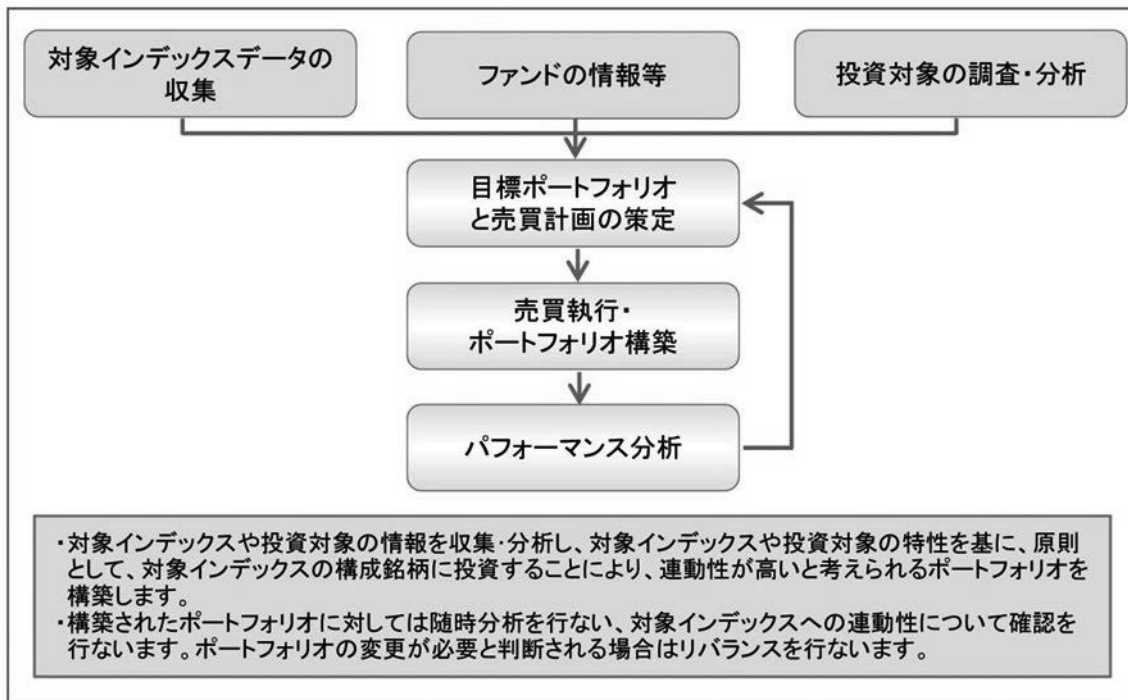 対象インデックスデータの
収集
ファンドの情報等
投資対象の調査・分析
目標ポートフォリオ
と売買計画の策定
売買執行・
ポートフォリオ構築
パフォーマンス分析
・対象インデックスや投資対象の情報を収集・分析し、対象インデックスや投資対象の特性を基に、原則
として、対象インデックスの構成銘柄に投資することにより、連動性が高いと考えられるポートフォリオを
構築します。
・構築されたポートフォリオに対しては随時分析を行ない、対象インデックスへの連動性について確認を
行ないます。ポートフォリオの変更が必要と判断される場合はリバランスを行ないます。